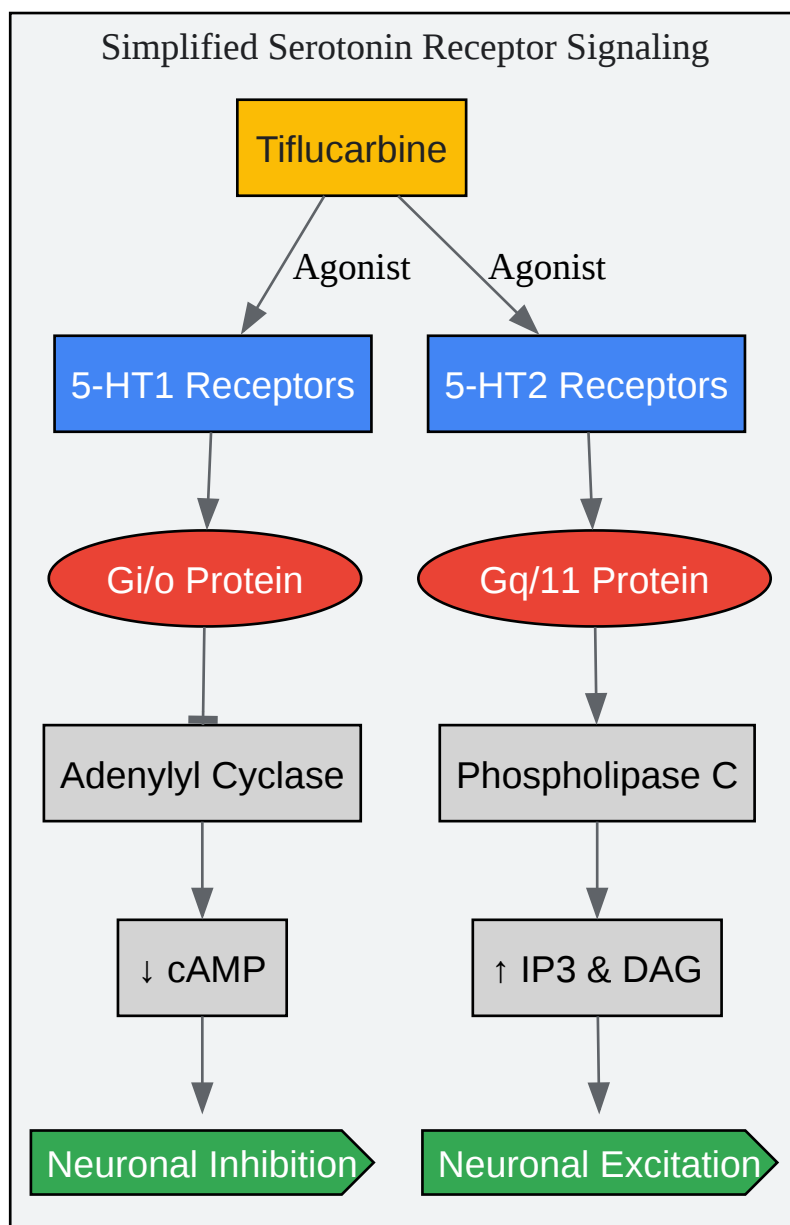 Simplified Serotonin Receptor Signaling
Tiflucarbine
Agonist
Agonist
5-HT1 Receptors
5-HT2 Receptors
Gi/o Protein
Gq/11 Protein
Adenylyl Cyclase
Phospholipase C
↓ cAMP
↑ IP3 & DAG
Neuronal Inhibition
Neuronal Excitation